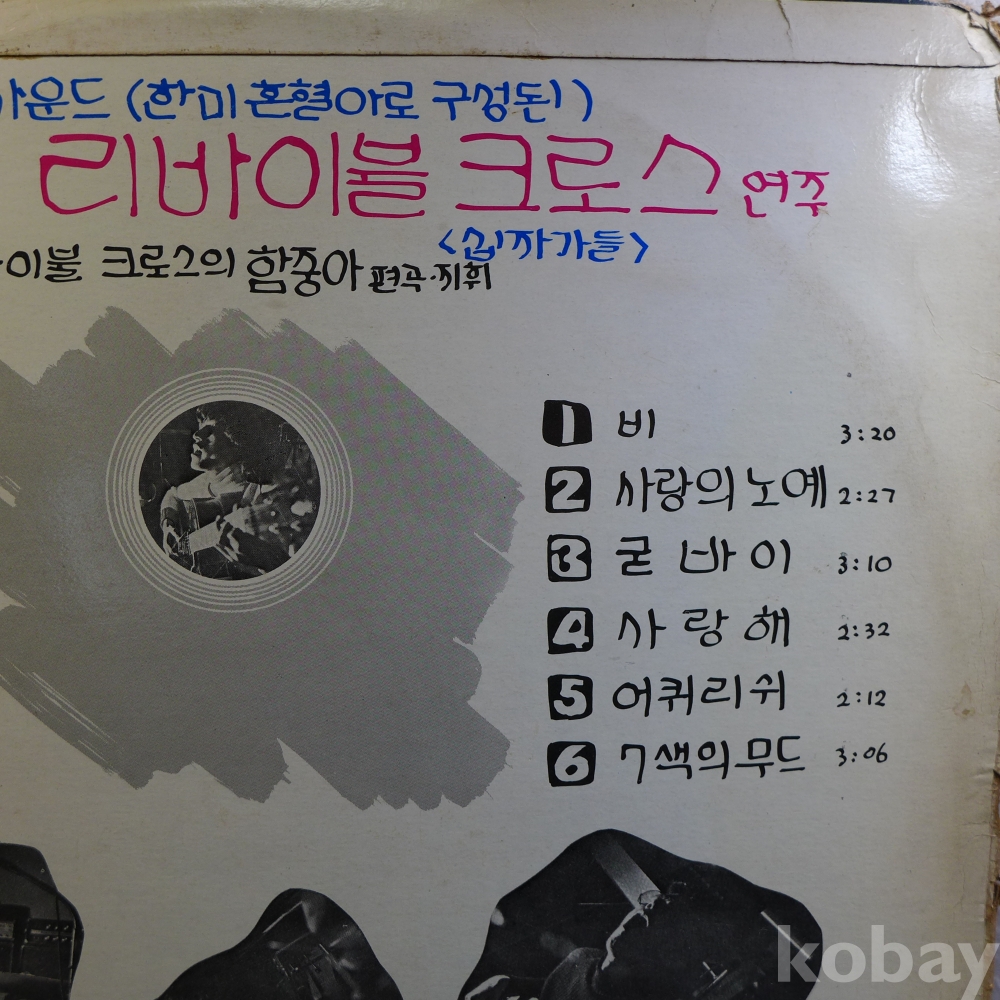 운드 (한미혼혈아로 구성된)
리바이블 크로스 연주
<십자가들>
이불 크로스의 함중아 편곡·지휘
1 비 3:20
2 사랑의 노예 2:27
3 굳 바이 3:10
4 사랑해 2:32
5 어퀴리쉬 2:12
6 7색의 무드 3:06
kobay